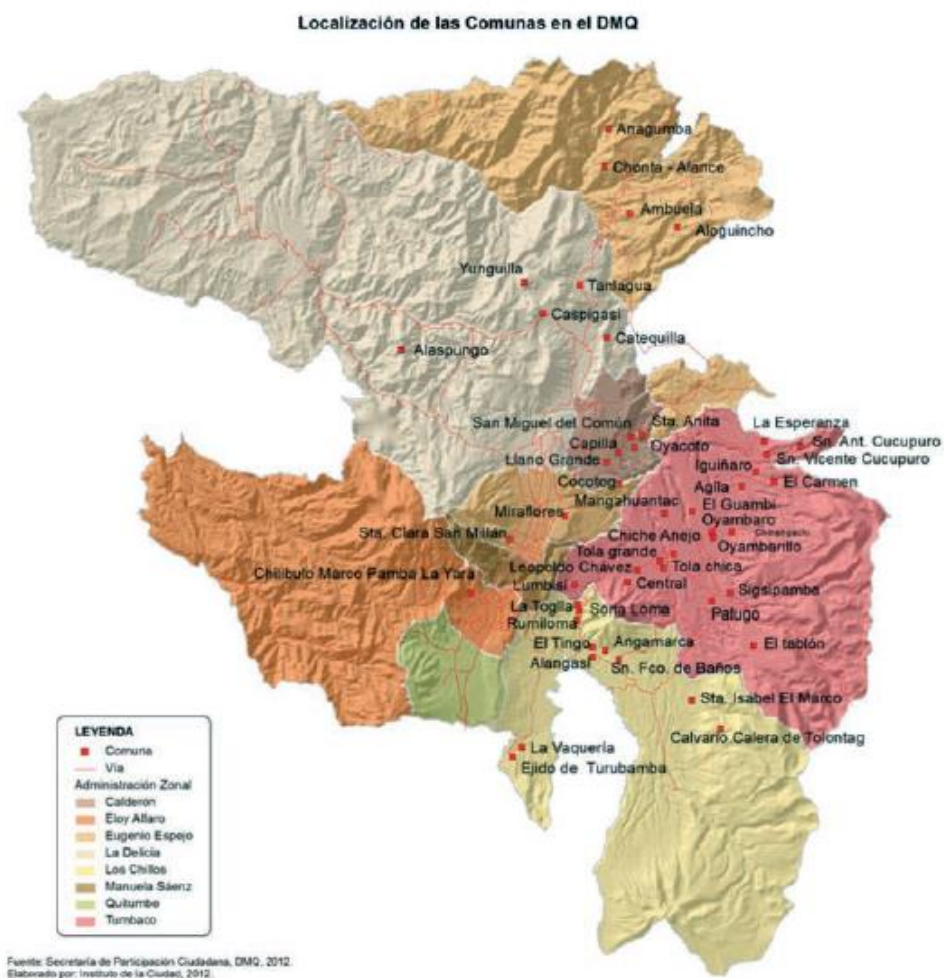 Localización de las Comunas en el DMQ
Anagumba
Chonta - Alance
Ambuela
Aloguincho
Yunguilla
Tanlagua
Caspigasi
Catequilla
Alaspungo
San Miguel del Común
Sta. Anita
La Esperanza
Capilla
Oyacoto
Sn. Ant. Cucupuro
Llano Grande
Sn. Vicente Cucupuro
Iguiñaro
Cocotog
Aglla
El Carmen
Mangzhuantac
Miraflores
El Guambi
Oyambaro
Sta. Clara San Millán
Chiche Anejo
Oyambarillo
Tola grande
Leopoldo Chávez
Tola chica
Chilibulo Marco Pamba La Yara
Lumbisí
Central
Sigsipamba
La Toglla
Soria Loma
Palugo
Rumiloma
El Tingo
Angamarca
El tablón
Alangasí
Sn. Fco. de Baños
Sta. Isabel El Marco
Calvario Calera de Tolontag
La Vaquería
Ejido de Turubamba
LEYENDA
Comuna
Vía
Administración Zonal
Calderón
Eloy Alfaro
Eugenio Espejo
La Delicia
Los Chillos
Manuela Sáenz
Quitumbe
Tumbaco
Fuente: Secretaría de Participación Ciudadana, DMQ, 2012.
Elaborado por: Instituto de la Ciudad, 2012.